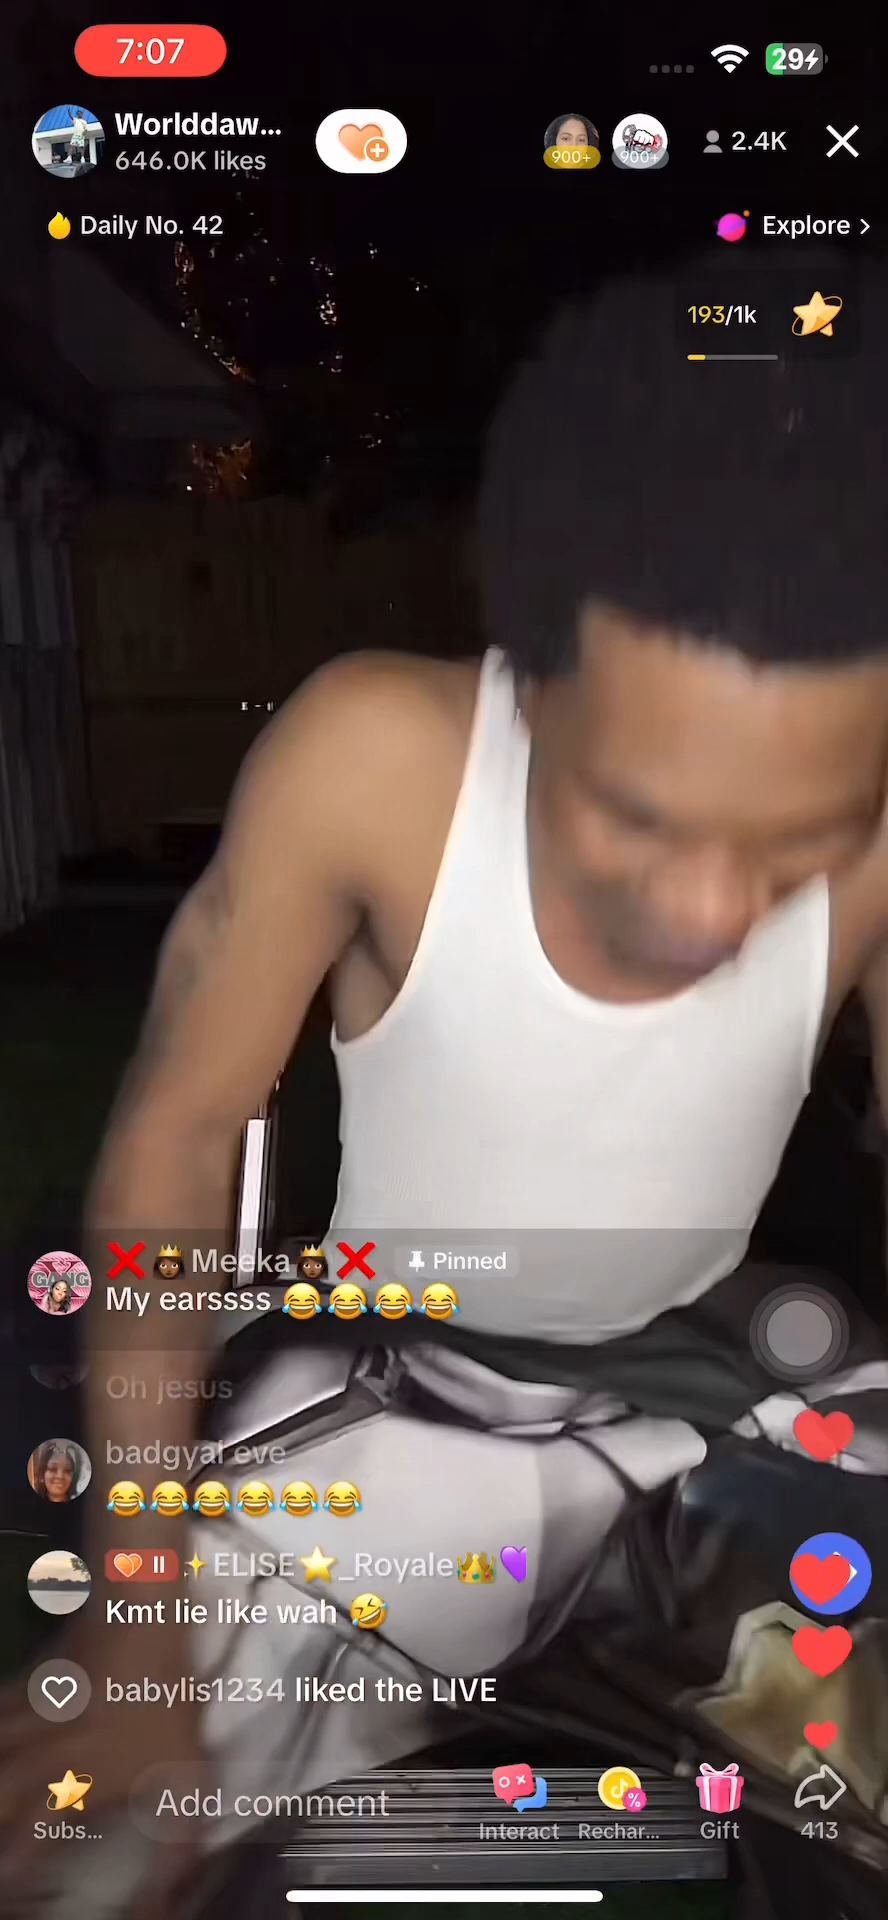 7:07
29
Worlddaw...
646.0K likes
900+
900+
2.4K
Daily No. 42
Explore >
193/1k
Meeka
Pinned
My earssss 😂😂😂😂
Oh jesus
badgyal eve
😂😂😂😂😂😂
II ✨ELISE⭐_Royale👑💜
Kmt lie like wah 🤣
babylis1234 liked the LIVE
Add comment
Subs...
Interact
Rechar...
Gift
413